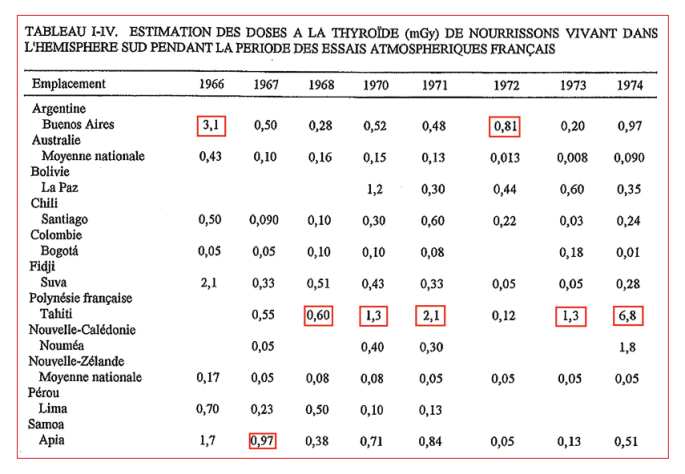 TABLEAU I-IV. ESTIMATION DES DOSES A LA THYROÏDE (mGy) DE NOURRISSONS VIVANT DANS
L'HEMISPHERE SUD PENDANT LA PERIODE DES ESSAIS ATMOSPHERIQUES FRANÇAIS
Emplacement 1966 1967 1968 1970 1971 1972 1973 1974
Argentine
Buenos Aires 3,1 0,50 0,28 0,52 0,48 0,81 0,20 0,97
Australie
Moyenne nationale 0,43 0,10 0,16 0,15 0,13 0,013 0,008 0,090
Bolivie
La Paz 1,2 0,30 0,44 0,60 0,35
Chili
Santiago 0,50 0,090 0,10 0,30 0,60 0,22 0,03 0,24
Colombie
Bogotá 0,05 0,05 0,10 0,10 0,08 0,18 0,01
Fidji
Suva 2,1 0,33 0,51 0,43 0,33 0,05 0,05 0,28
Polynésie française
Tahiti 0,55 0,60 1,3 2,1 0,12 1,3 6,8
Nouvelle-Calédonie
Nouméa 0,05 0,40 0,30 1,8
Nouvelle-Zélande
Moyenne nationale 0,17 0,05 0,08 0,08 0,05 0,05 0,05 0,05
Pérou
Lima 0,70 0,23 0,50 0,10 0,13
Samoa
Apia 1,7 0,97 0,38 0,71 0,84 0,05 0,13 0,51